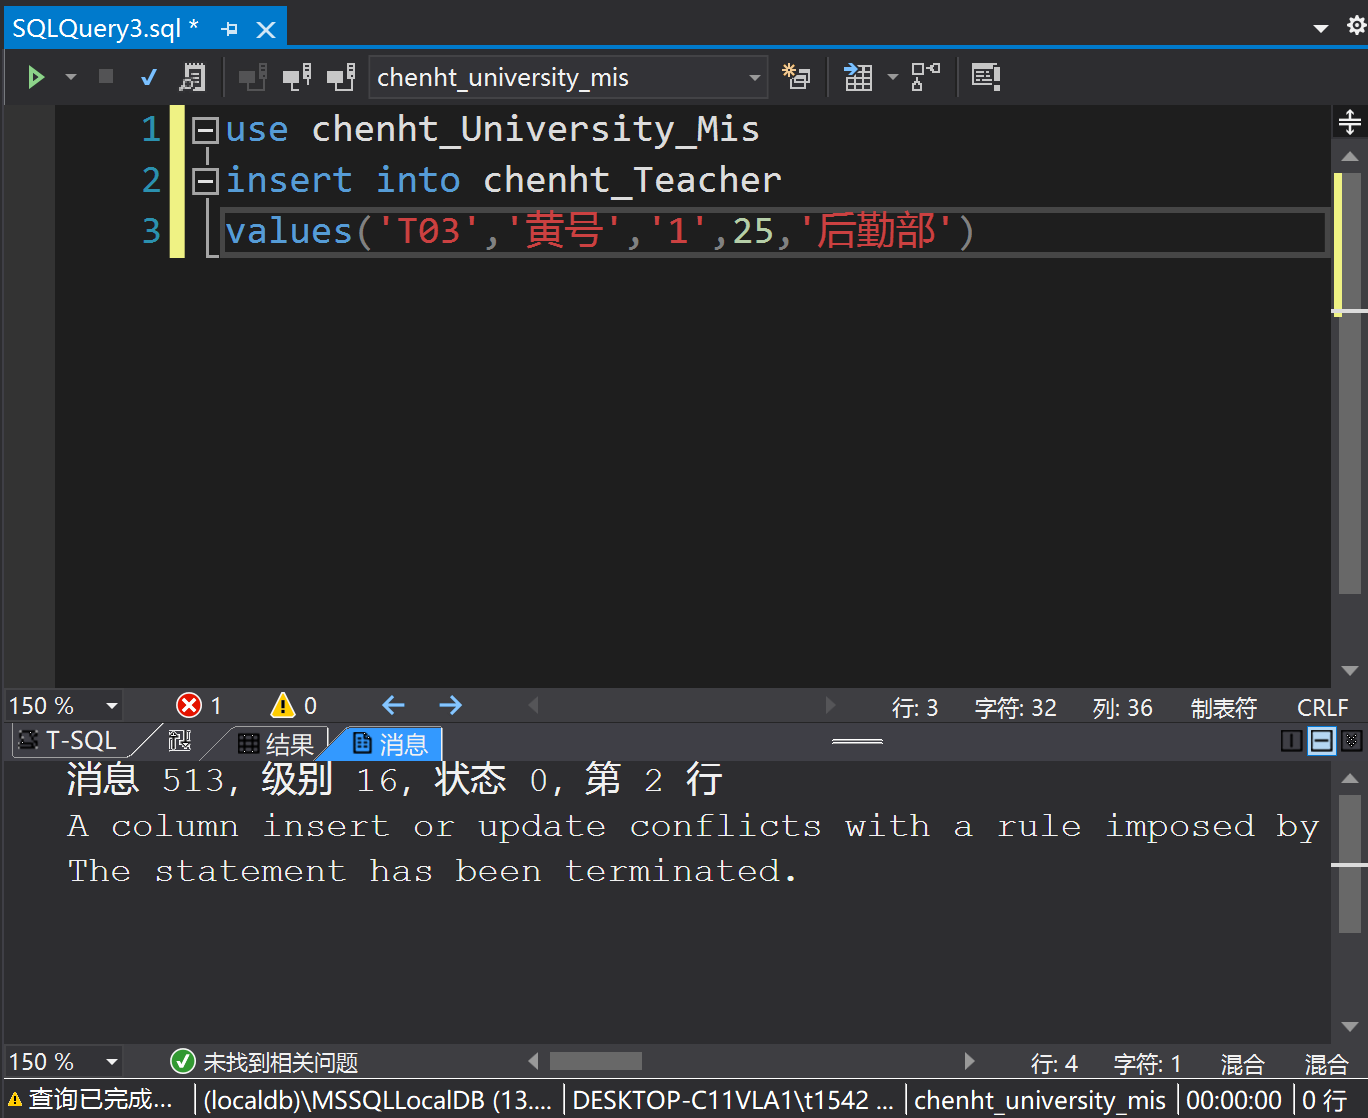 SQLQuery3.sql *
chenht_university_mis
1 use chenht_University_Mis
2 insert into chenht_Teacher
3 values('T03','黄号','1',25,'后勤部')
150 % 1 0 行: 3 字符: 32 列: 36 制表符 CRLF
T-SQL 结果 消息
消息 513, 级别 16, 状态 0, 第 2 行
A column insert or update conflicts with a rule imposed by
The statement has been terminated.
150 % 未找到相关问题 行: 4 字符: 1 混合 混合
查询已完成... (localdb)\MSSQLLocalDB (13.... DESKTOP-C11VLA1\t1542 ... chenht_university_mis 00:00:00 0 行